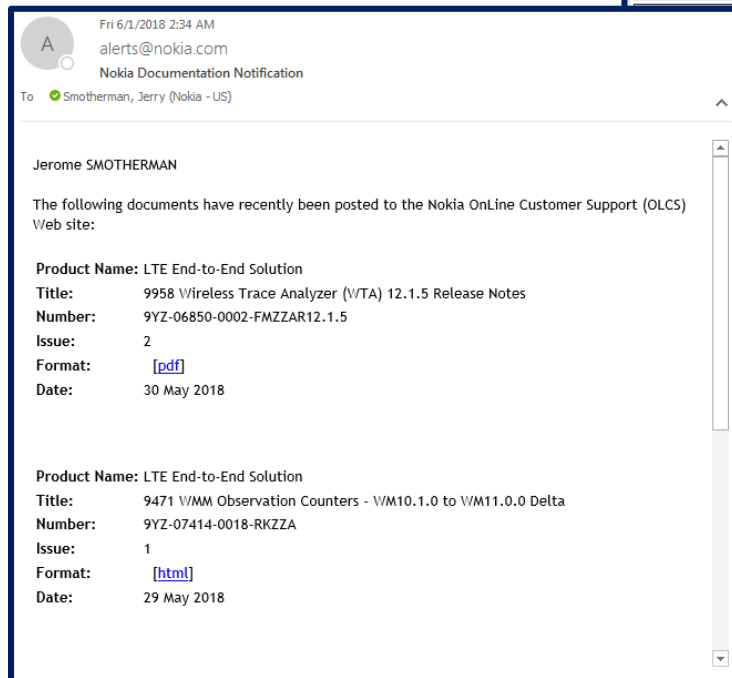 Fri 6/1/2018 2:34 AM
A
alerts@nokia.com
Nokia Documentation Notification
To Smotherman, Jerry (Nokia - US)
Jerome SMOTHERMAN
The following documents have recently been posted to the Nokia OnLine Customer Support (OLCS)
Web site:
Product Name: LTE End-to-End Solution
Title: 9958 Wireless Trace Analyzer (WTA) 12.1.5 Release Notes
Number: 9YZ-06850-0002-FMZZAR12.1.5
Issue: 2
Format: [pdf]
Date: 30 May 2018
Product Name: LTE End-to-End Solution
Title: 9471 WMM Observation Counters - WM10.1.0 to WM11.0.0 Delta
Number: 9YZ-07414-0018-RKZZA
Issue: 1
Format: [html]
Date: 29 May 2018